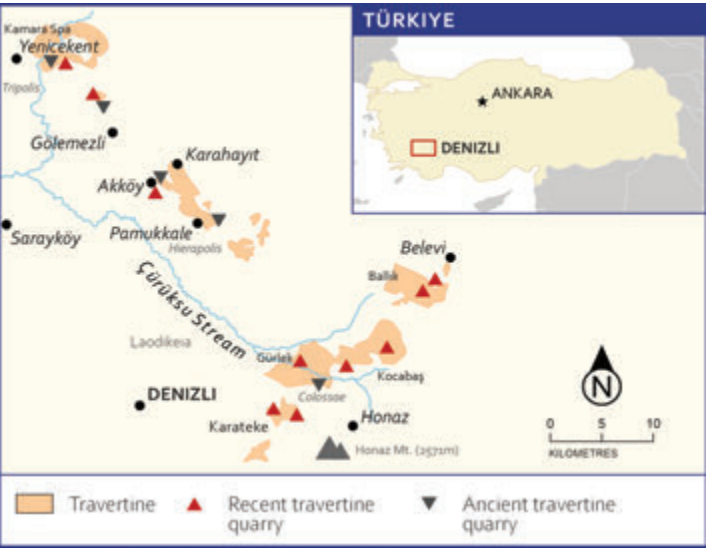 TÜRKIYE
ANKARA
DENIZLI
Kamara Spa
Yenicekent
Tripolis
Gölemezli
Karahayıt
Akköy
Sarayköy
Pamukkale
Hierapolis
Belevi
Ballık
Çürüksu Stream
Laodikeia
Gürlek
Kocabaş
DENIZLI
Colossae
Honaz
Karateke
Honaz Mt. (2571m)
N
0 5 10
KILOMETRES
Travertine
Recent travertine
quarry
Ancient travertine
quarry